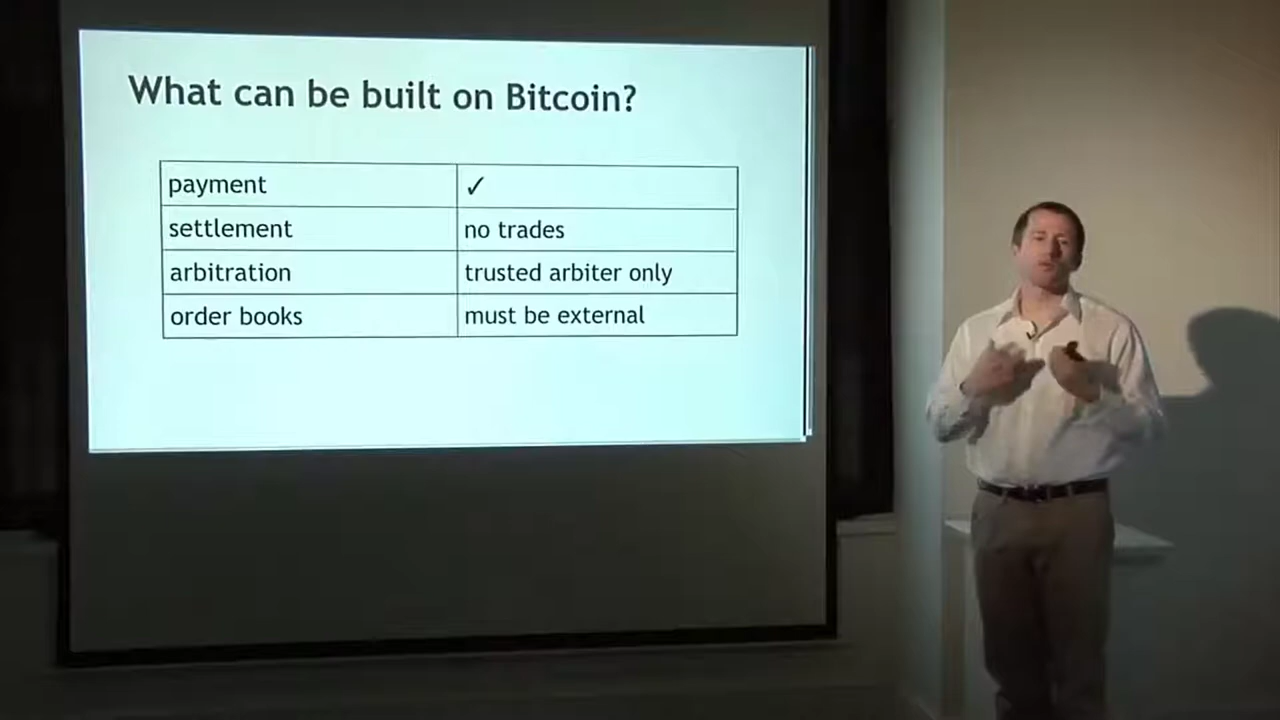 What can be built on Bitcoin?
payment ✓
settlement no trades
arbitration trusted arbiter only
order books must be external